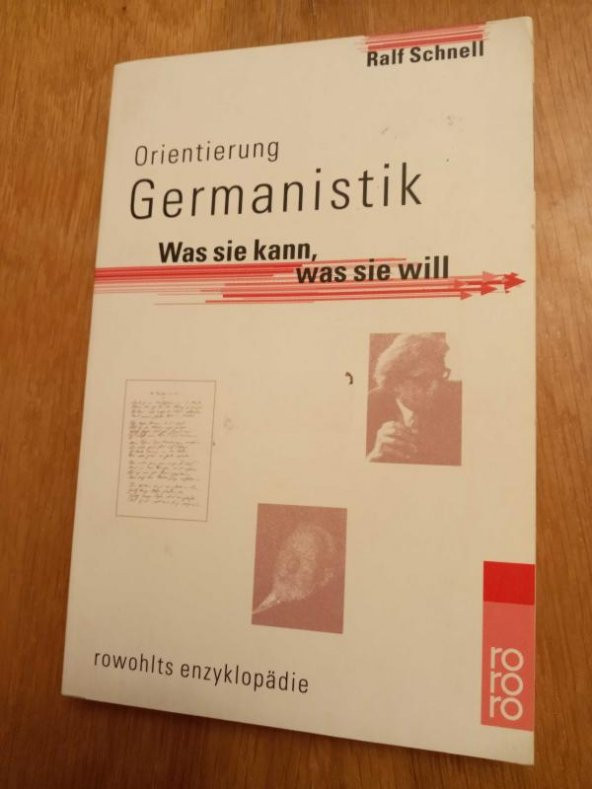 Ralf Schnell
Orientierung
Germanistik
Was sie kann,
was sie will
rowohlts enzyklopädie
ro
ro
ro